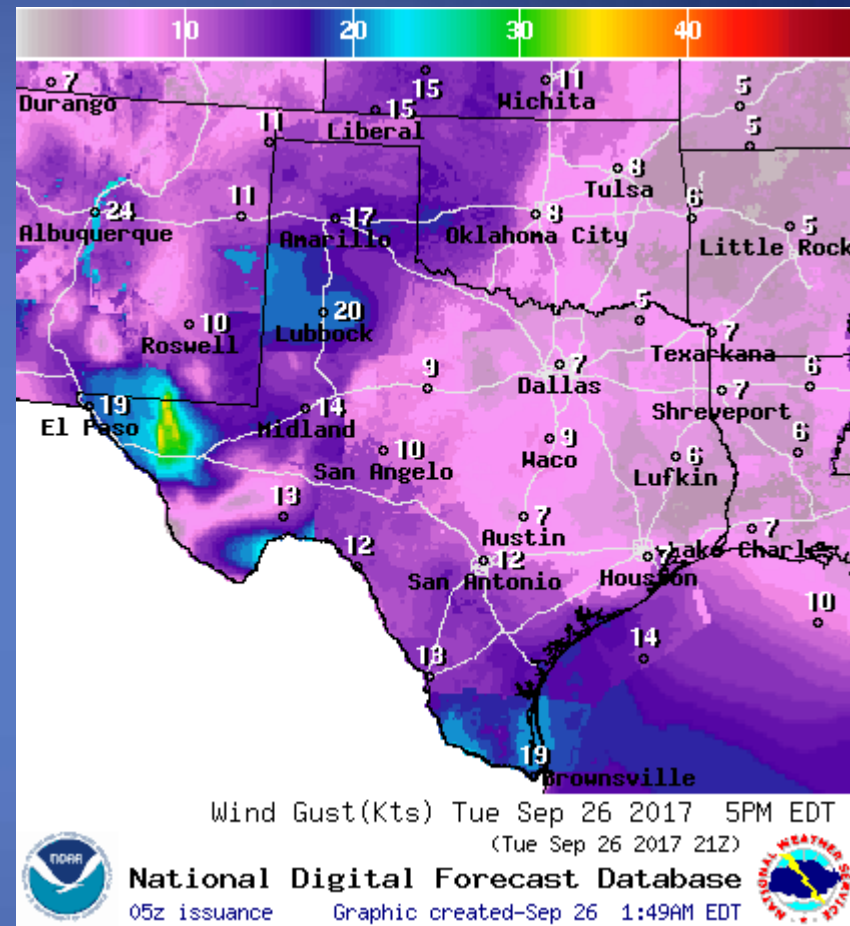 10 20 30 40
7
Durango
15
11
Wichita
5
15
Liberal
11
5
8
Tulsa
24
Albuquerque
11
17
Amarillo
8
Oklahoma City
6
5
Little Rock
10
Roswell
20
Lubbock
5
7
Texarkana
7
Dallas
19
El Paso
14
Midland
9
7
Shreveport
6
10
San Angelo
9
Waco
6
Lufkin
6
13
7
Austin
7
Lake Charles
12
12
San Antonio
7
Houston
10
14
13
19
Brownsville
Wind Gust(Kts) Tue Sep 26 2017 5PM EDT
(Tue Sep 26 2017 21Z)
NOAA
National Digital Forecast Database
05z issuance Graphic created-Sep 26 1:49AM EDT
NATIONAL WEATHER SERVICE